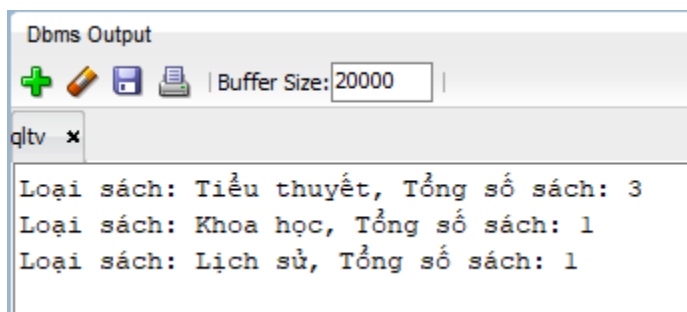 Dbms Output
Buffer Size: 20000
qltv
Loại sách: Tiểu thuyết, Tổng số sách: 3
Loại sách: Khoa học, Tổng số sách: 1
Loại sách: Lịch sử, Tổng số sách: 1